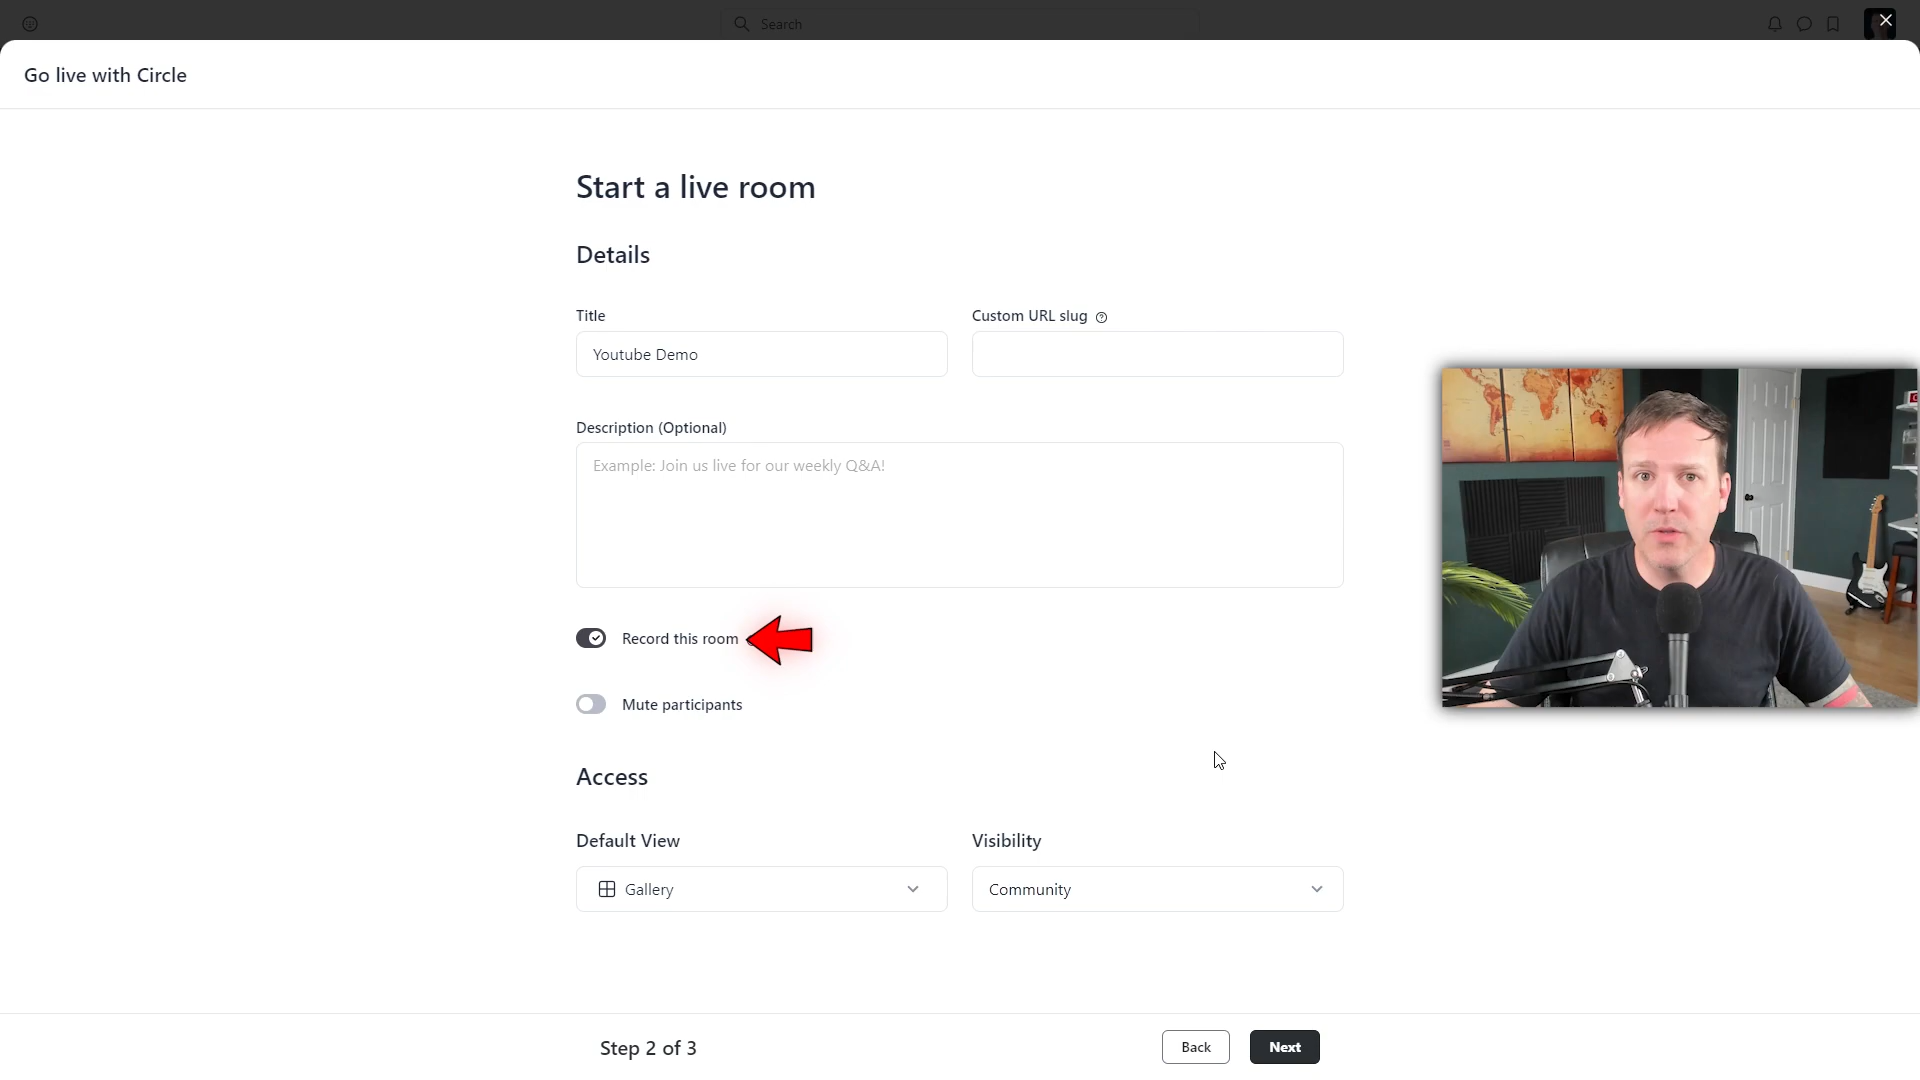 Search
Go live with Circle
Start a live room
Details
Title
Custom URL slug
Youtube Demo
Description (Optional)
Example: Join us live for our weekly Q&A!
Record this room
Mute participants
Access
Default View
Visibility
Gallery
Community
Step 2 of 3
Back
Next